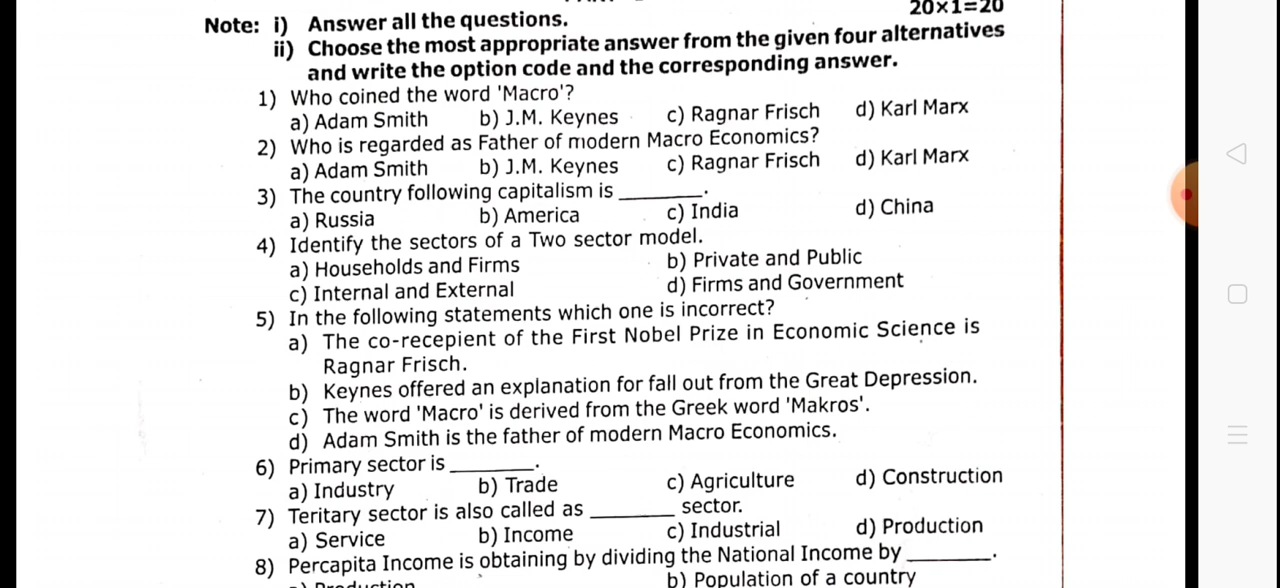 20×1=20
Note: i) Answer all the questions.
ii) Choose the most appropriate answer from the given four alternatives
and write the option code and the corresponding answer.
1) Who coined the word 'Macro'?
a) Adam Smith b) J.M. Keynes c) Ragnar Frisch d) Karl Marx
2) Who is regarded as Father of modern Macro Economics?
a) Adam Smith b) J.M. Keynes c) Ragnar Frisch d) Karl Marx
3) The country following capitalism is ________.
a) Russia b) America c) India d) China
4) Identify the sectors of a Two sector model.
a) Households and Firms b) Private and Public
c) Internal and External d) Firms and Government
5) In the following statements which one is incorrect?
a) The co-recepient of the First Nobel Prize in Economic Science is
Ragnar Frisch.
b) Keynes offered an explanation for fall out from the Great Depression.
c) The word 'Macro' is derived from the Greek word 'Makros'.
d) Adam Smith is the father of modern Macro Economics.
6) Primary sector is ________.
a) Industry b) Trade c) Agriculture d) Construction
7) Teritary sector is also called as ________ sector.
a) Service b) Income c) Industrial d) Production
8) Percapita Income is obtaining by dividing the National Income by ________.
a) Production b) Population of a country